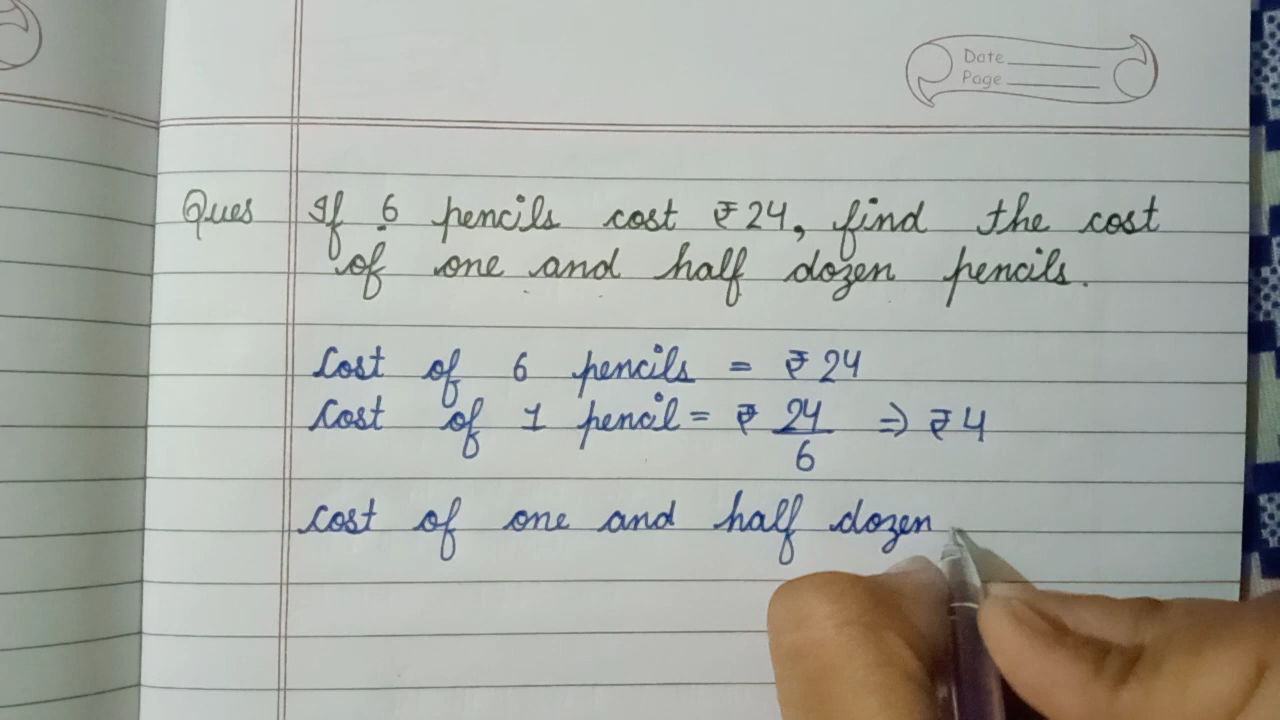 Date
Page
Ques If 6 pencils cost ₹24, find the cost
of one and half dozen pencils.
Cost of 6 pencils = ₹24
Cost of 1 pencil = ₹ 24/6 ⇒ ₹4
cost of one and half dozen